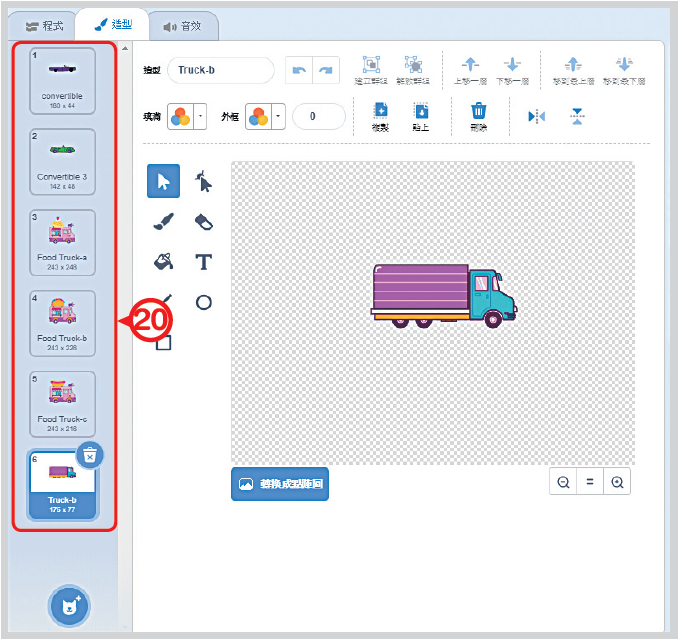 程式
造型
音效
1
convertible
180 x 44
2
Convertible 3
142 x 48
3
Food Truck-a
243 x 248
4
Food Truck-b
243 x 226
5
Food Truck-c
243 x 216
6
Truck-b
175 x 77
20
造型
Truck-b
建立群組
解散群組
上移一層
下移一層
移到最上層
移到最下層
填滿
外框
0
複製
貼上
刪除
T
轉換成點陣圖